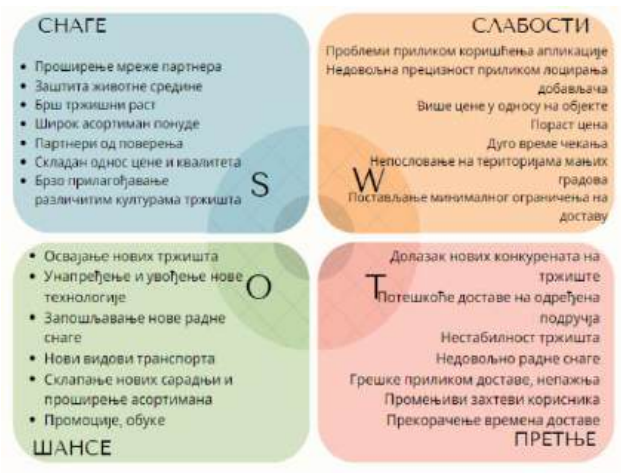 СНАГЕ
Проширење мреже партнера
Заштита животне средине
Брш тржишни раст
Широк асортиман понуде
Партнери од поверења
Складан однос цене и квалитета
Брзо прилагођавање
различитим културама тржишта
S
СЛАБОСТИ
Проблеми приликом коришћења апликације
Недовољна прецизност приликом лоцирања
добављача
Више цене у односу на објекте
Пораст цена
Дуго време чекања
Непословање на територијама мањих
градова
Постављање минималног ограничења на
доставу
W
Освајање нових тржишта
Унапређење и увођење нове
технологије
Запошљавање нове радне
снаге
Нови видови транспорта
Склапање нових сарадњи и
проширење асортимана
Промоције, обуке
O
ШАНСЕ
Долазак нових конкурената на
тржиште
Потешкоће доставе на одређена
подручја
Нестабилност тржишта
Недовољно радне снаге
Грешке приликом доставе, непажња
Промењиви захтеви корисника
Прекорачење времена доставе
T
ПРЕТЊЕ